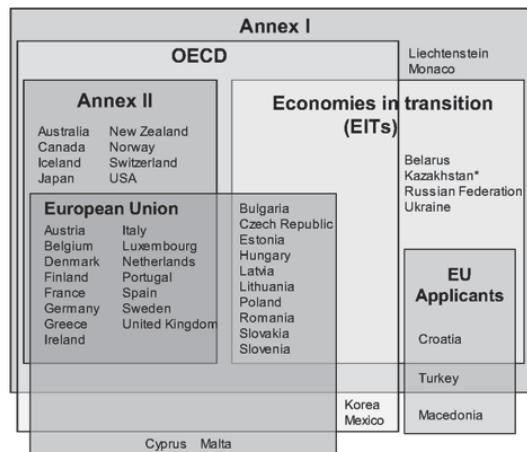 Annex I
OECD
Liechtenstein
Monaco
Annex II
Australia New Zealand
Canada Norway
Iceland Switzerland
Japan USA
Economies in transition
(EITs)
Belarus
Kazakhstan*
Russian Federation
Ukraine
European Union
Austria Italy
Belgium Luxembourg
Denmark Netherlands
Finland Portugal
France Spain
Germany Sweden
Greece United Kingdom
Ireland
Bulgaria
Czech Republic
Estonia
Hungary
Latvia
Lithuania
Poland
Romania
Slovakia
Slovenia
EU
Applicants
Croatia
Turkey
Macedonia
Korea
Mexico
Cyprus Malta